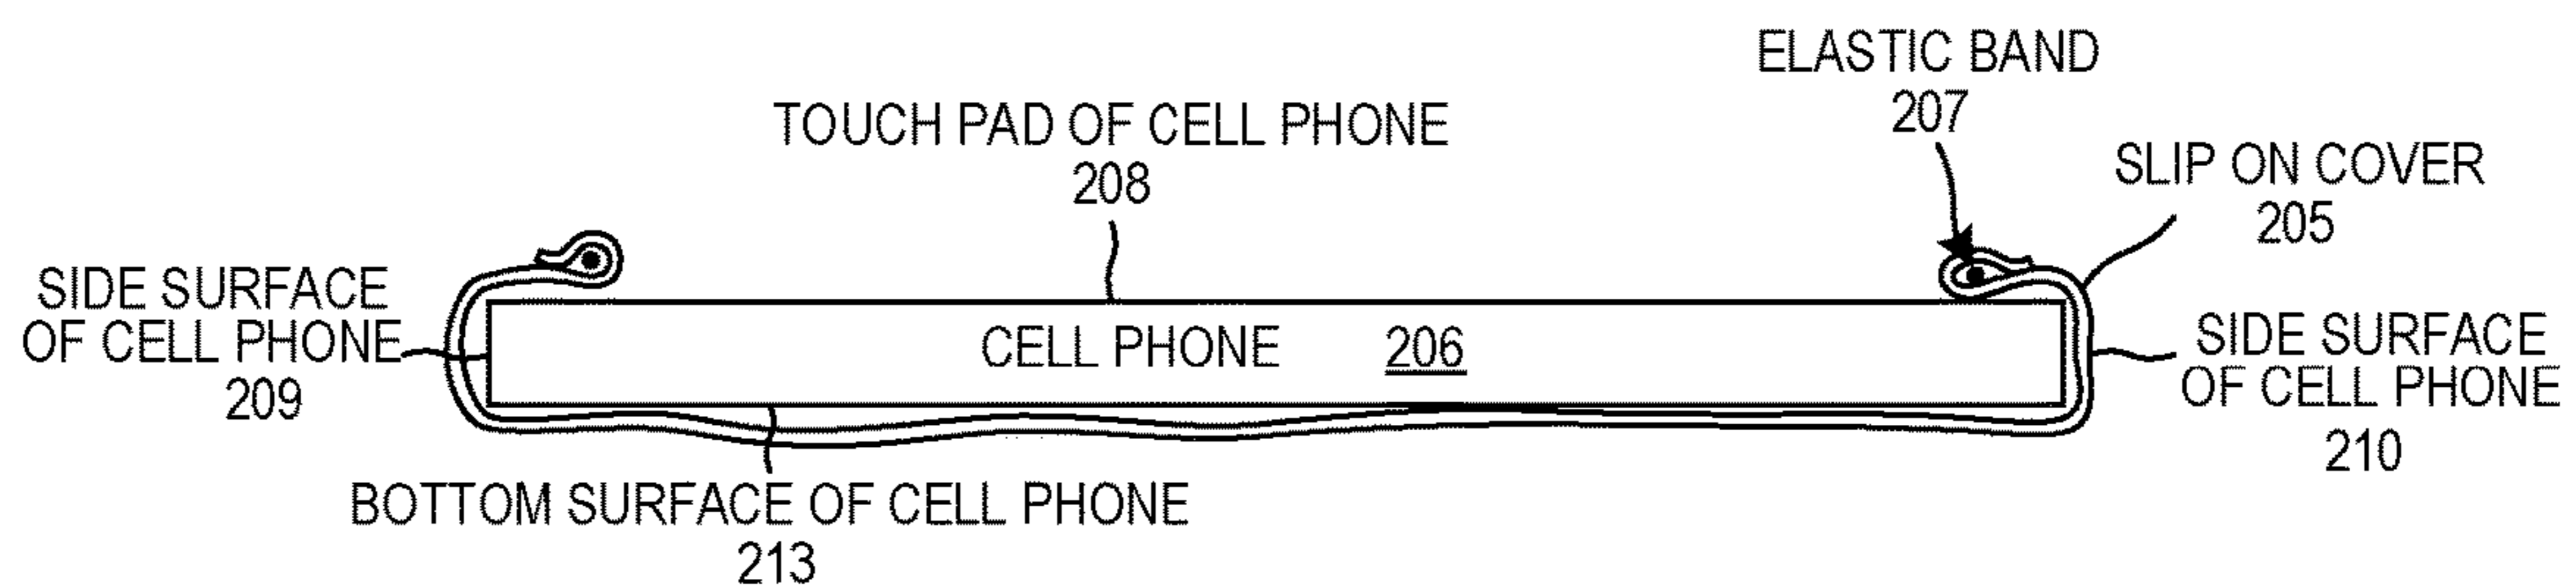 ELASTIC BAND
207
TOUCH PAD OF CELL PHONE
208
SLIP ON COVER
205
SIDE SURFACE
OF CELL PHONE
209
CELL PHONE 206
SIDE SURFACE
OF CELL PHONE
210
BOTTOM SURFACE OF CELL PHONE
213